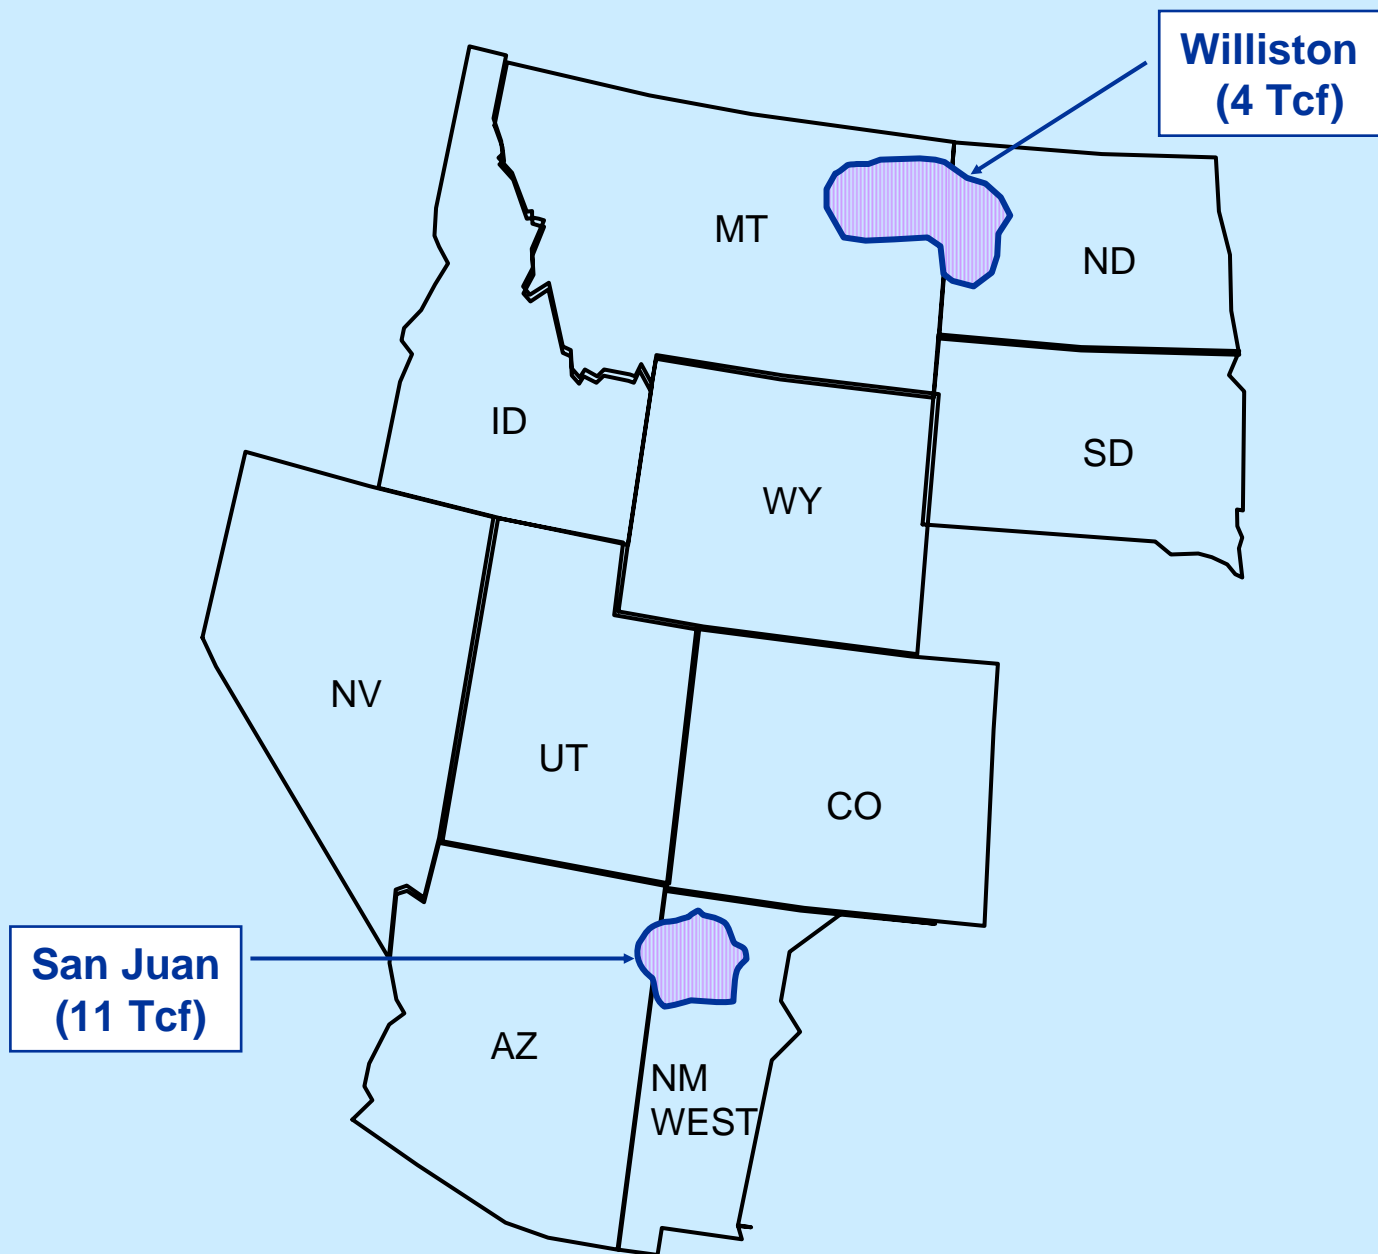 Williston
(4 Tcf)
MT
ND
ID
SD
WY
NV
UT
CO
San Juan
(11 Tcf)
AZ
NM
WEST